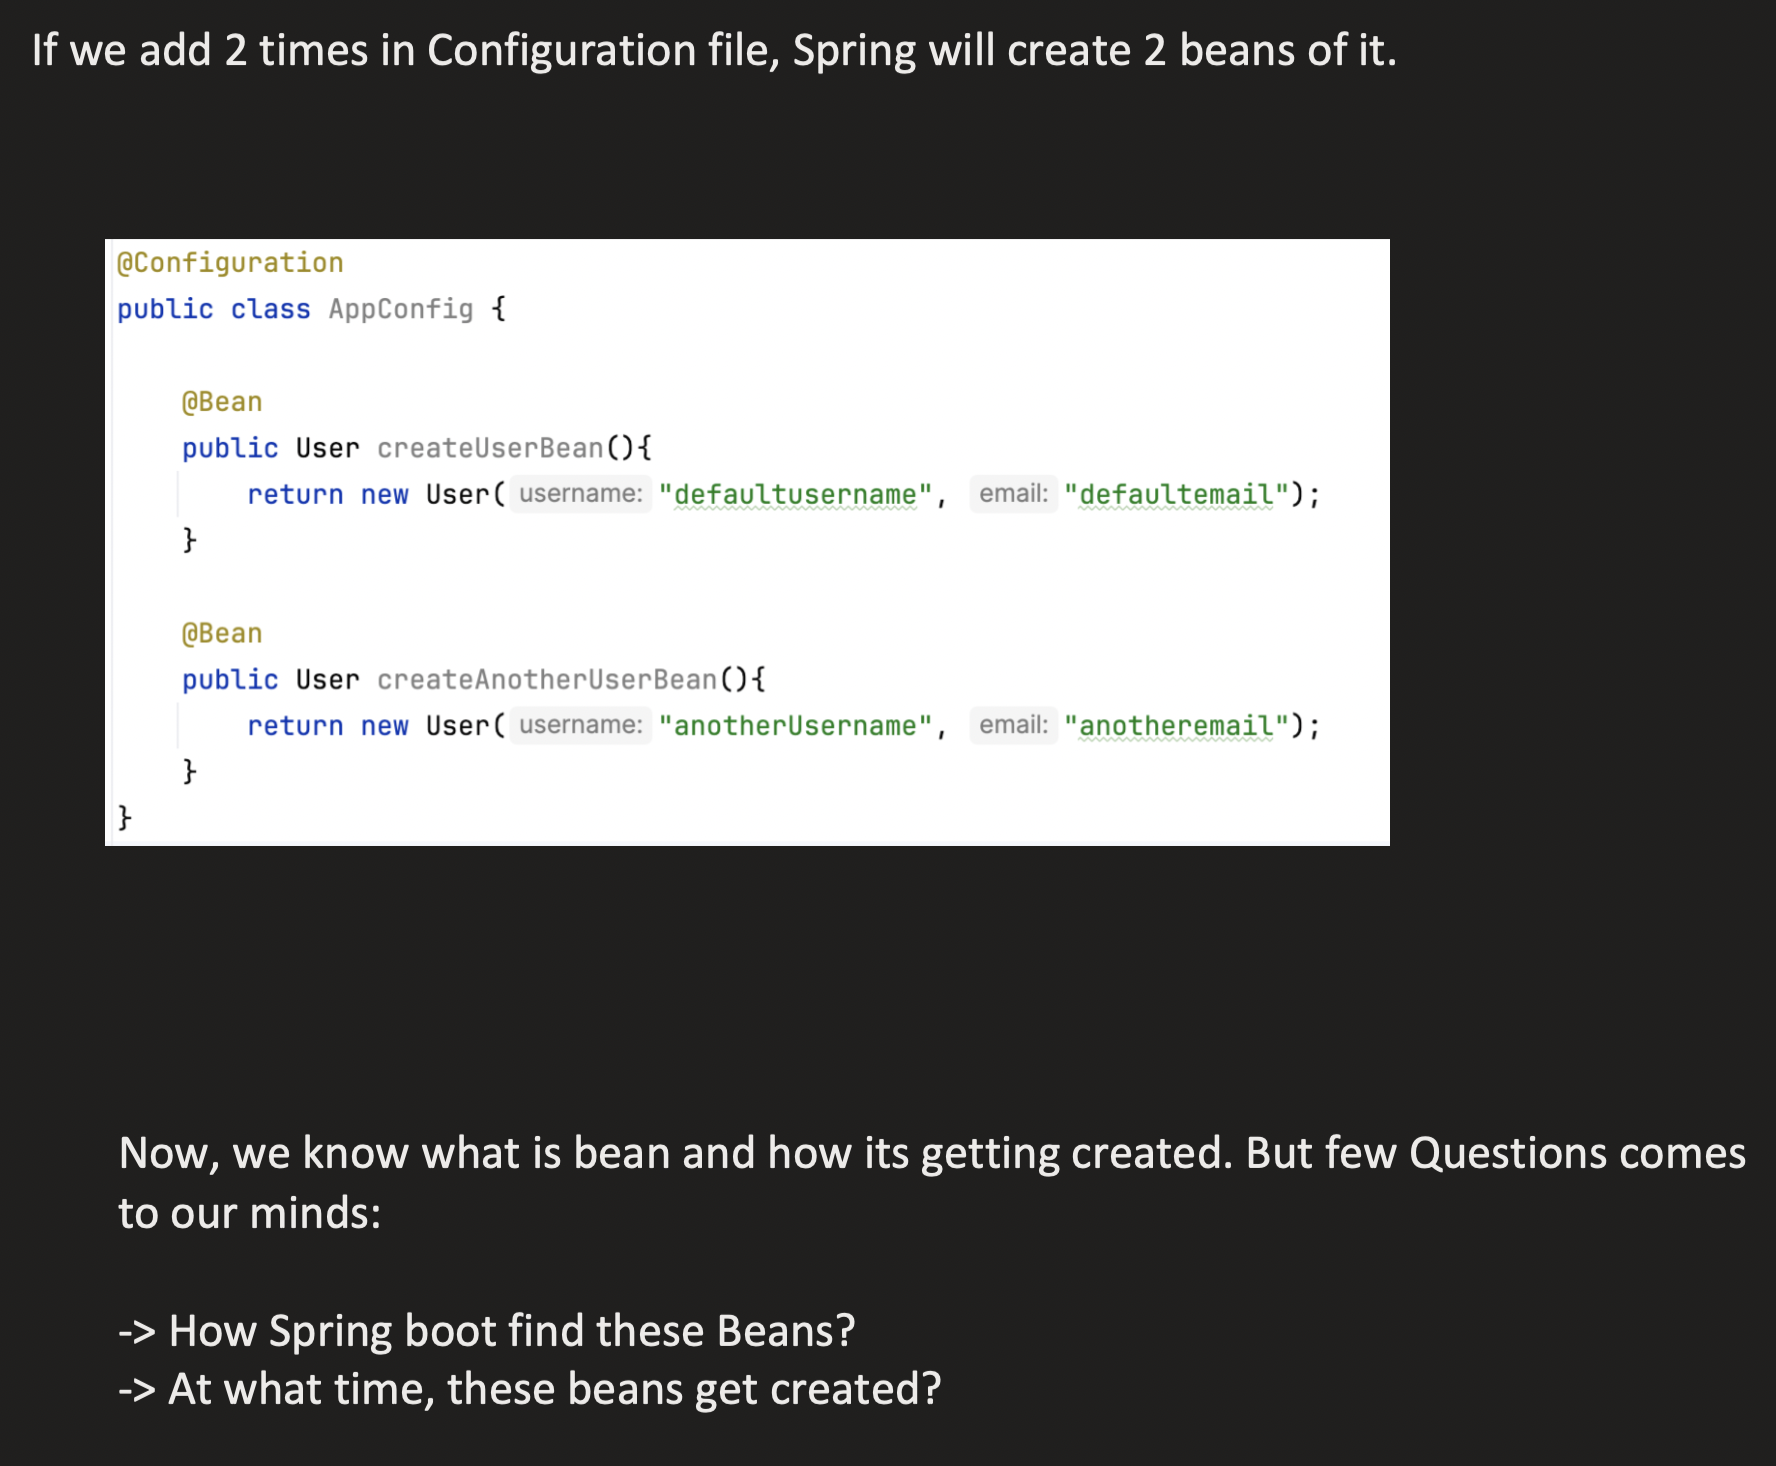 If we add 2 times in Configuration file, Spring will create 2 beans of it.
@Configuration
public class AppConfig {
@Bean
public User createUserBean(){
return new User( username: "defaultusername", email: "defaultemail");
}
@Bean
public User createAnotherUserBean(){
return new User( username: "anotherUsername", email: "anotheremail");
}
}
Now, we know what is bean and how its getting created. But few Questions comes
to our minds:
-> How Spring boot find these Beans?
-> At what time, these beans get created?